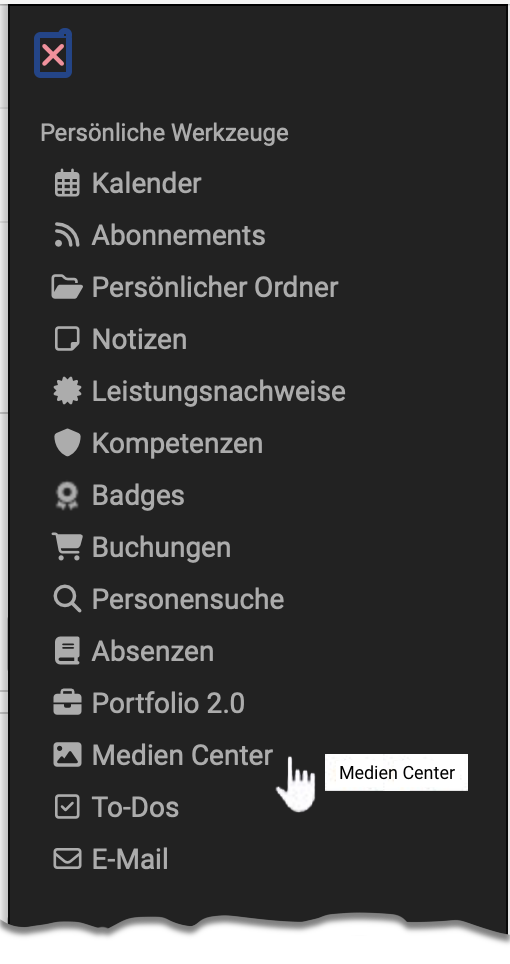 Persönliche Werkzeuge
Kalender
Abonnements
Persönlicher Ordner
Notizen
Leistungsnachweise
Kompetenzen
Badges
Buchungen
Personensuche
Absenzen
Portfolio 2.0
Medien Center
Medien Center
To-Dos
E-Mail